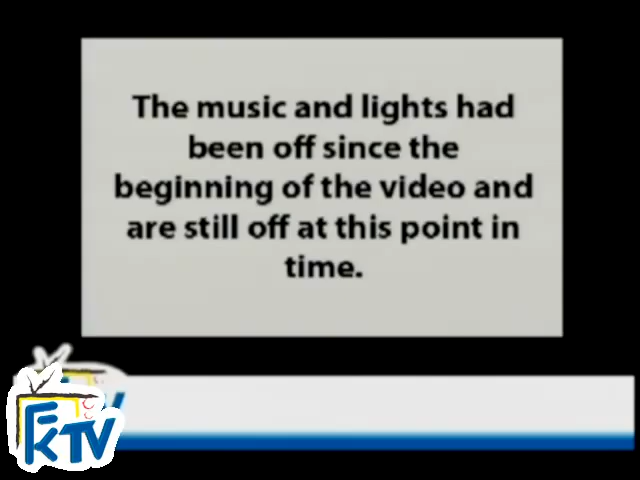 The music and lights had
been off since the
beginning of the video and
are still off at this point in
time.
FKTV